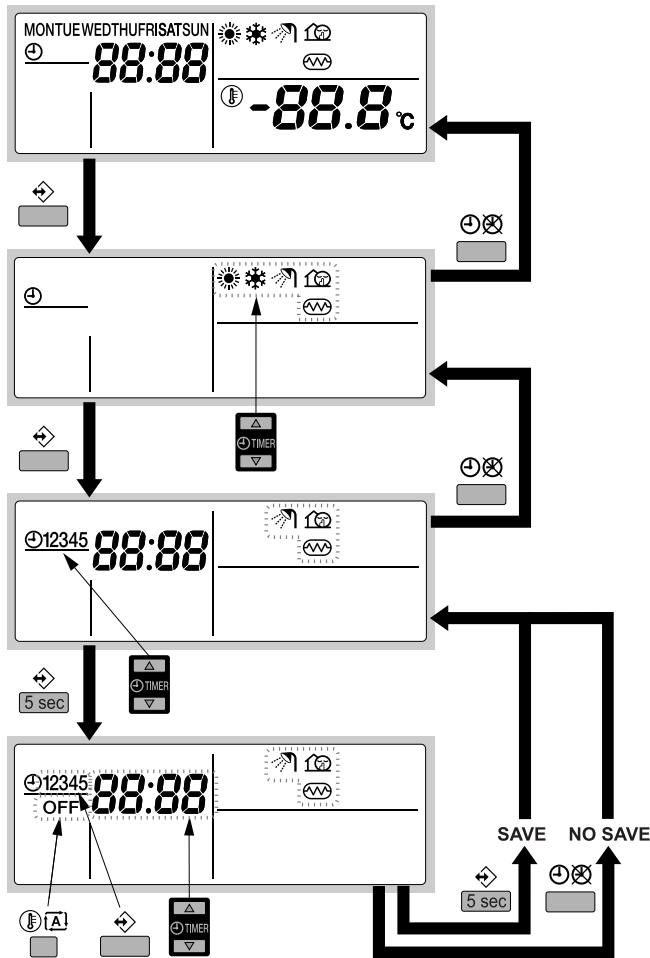 MONTUEWEDTHUFRISATSUN
88:88
-88.8 °C
TIMER
12345 88:88
TIMER
5 sec
12345 88:88
OFF
SAVE NO SAVE
5 sec
A
TIMER